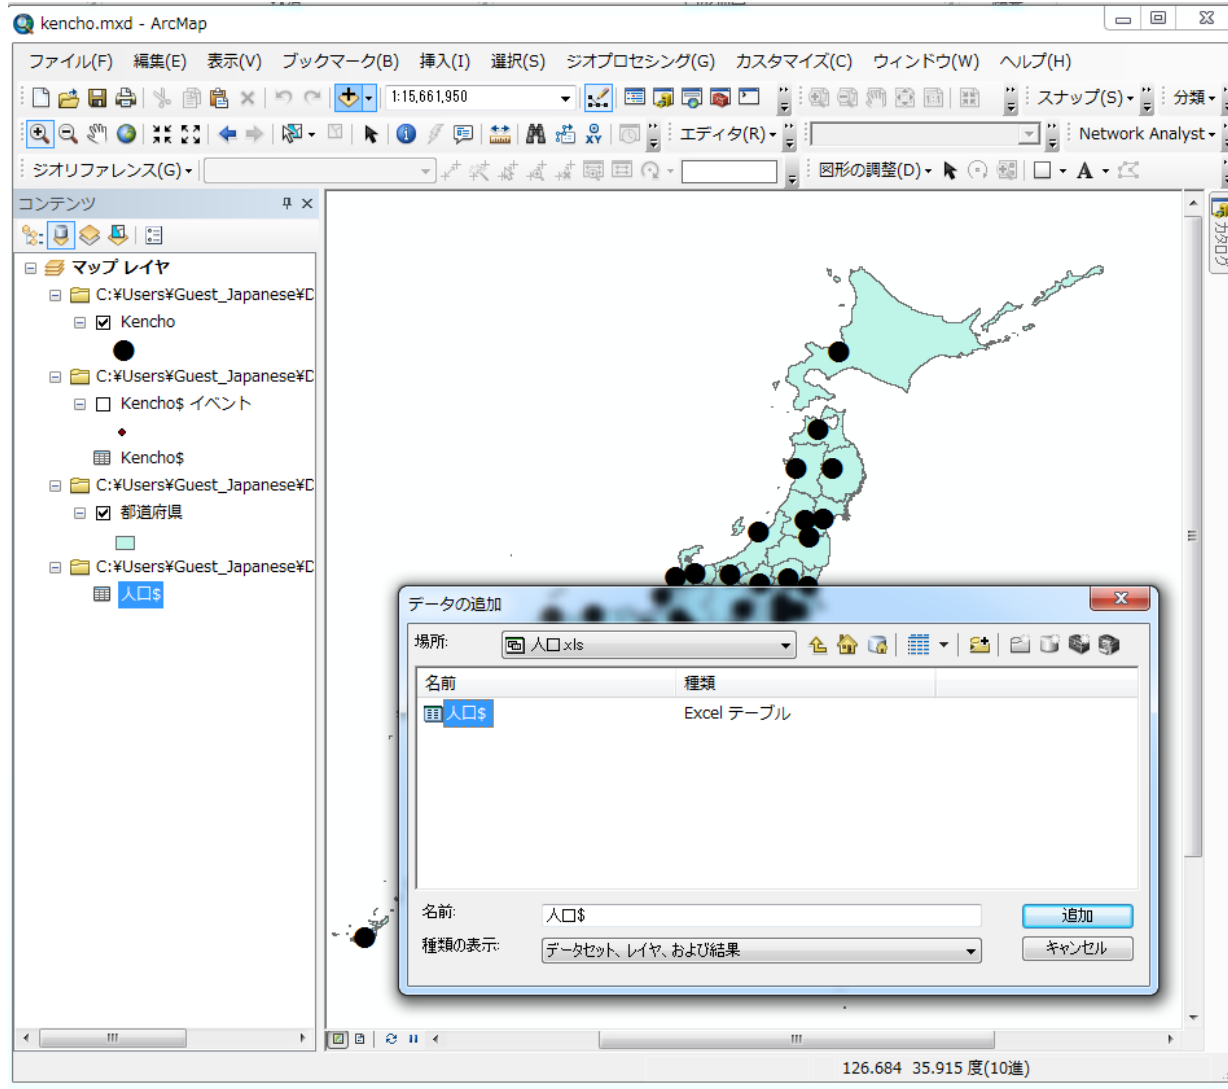 kencho.mxd - ArcMap
ファイル(F) 編集(E) 表示(V) ブックマーク(B) 挿入(I) 選択(S) ジオプロセシング(G) カスタマイズ(C) ウィンドウ(W) ヘルプ(H)
1:15,661,950 スナップ(S) 分類
エディタ(R) Network Analyst
ジオリファレンス(G) 図形の調整(D)
コンテンツ
カタログ
マップ レイヤ
C:¥Users¥Guest_Japanese¥D
Kencho
C:¥Users¥Guest_Japanese¥D
Kencho$ イベント
Kencho$
C:¥Users¥Guest_Japanese¥D
都道府県
C:¥Users¥Guest_Japanese¥D
人口$
データの追加
場所: 人口.xls
名前 種類
人口$ Excel テーブル
名前: 人口$ 追加
種類の表示: データセット、レイヤ、および結果 キャンセル
126.684 35.915 度(10進)